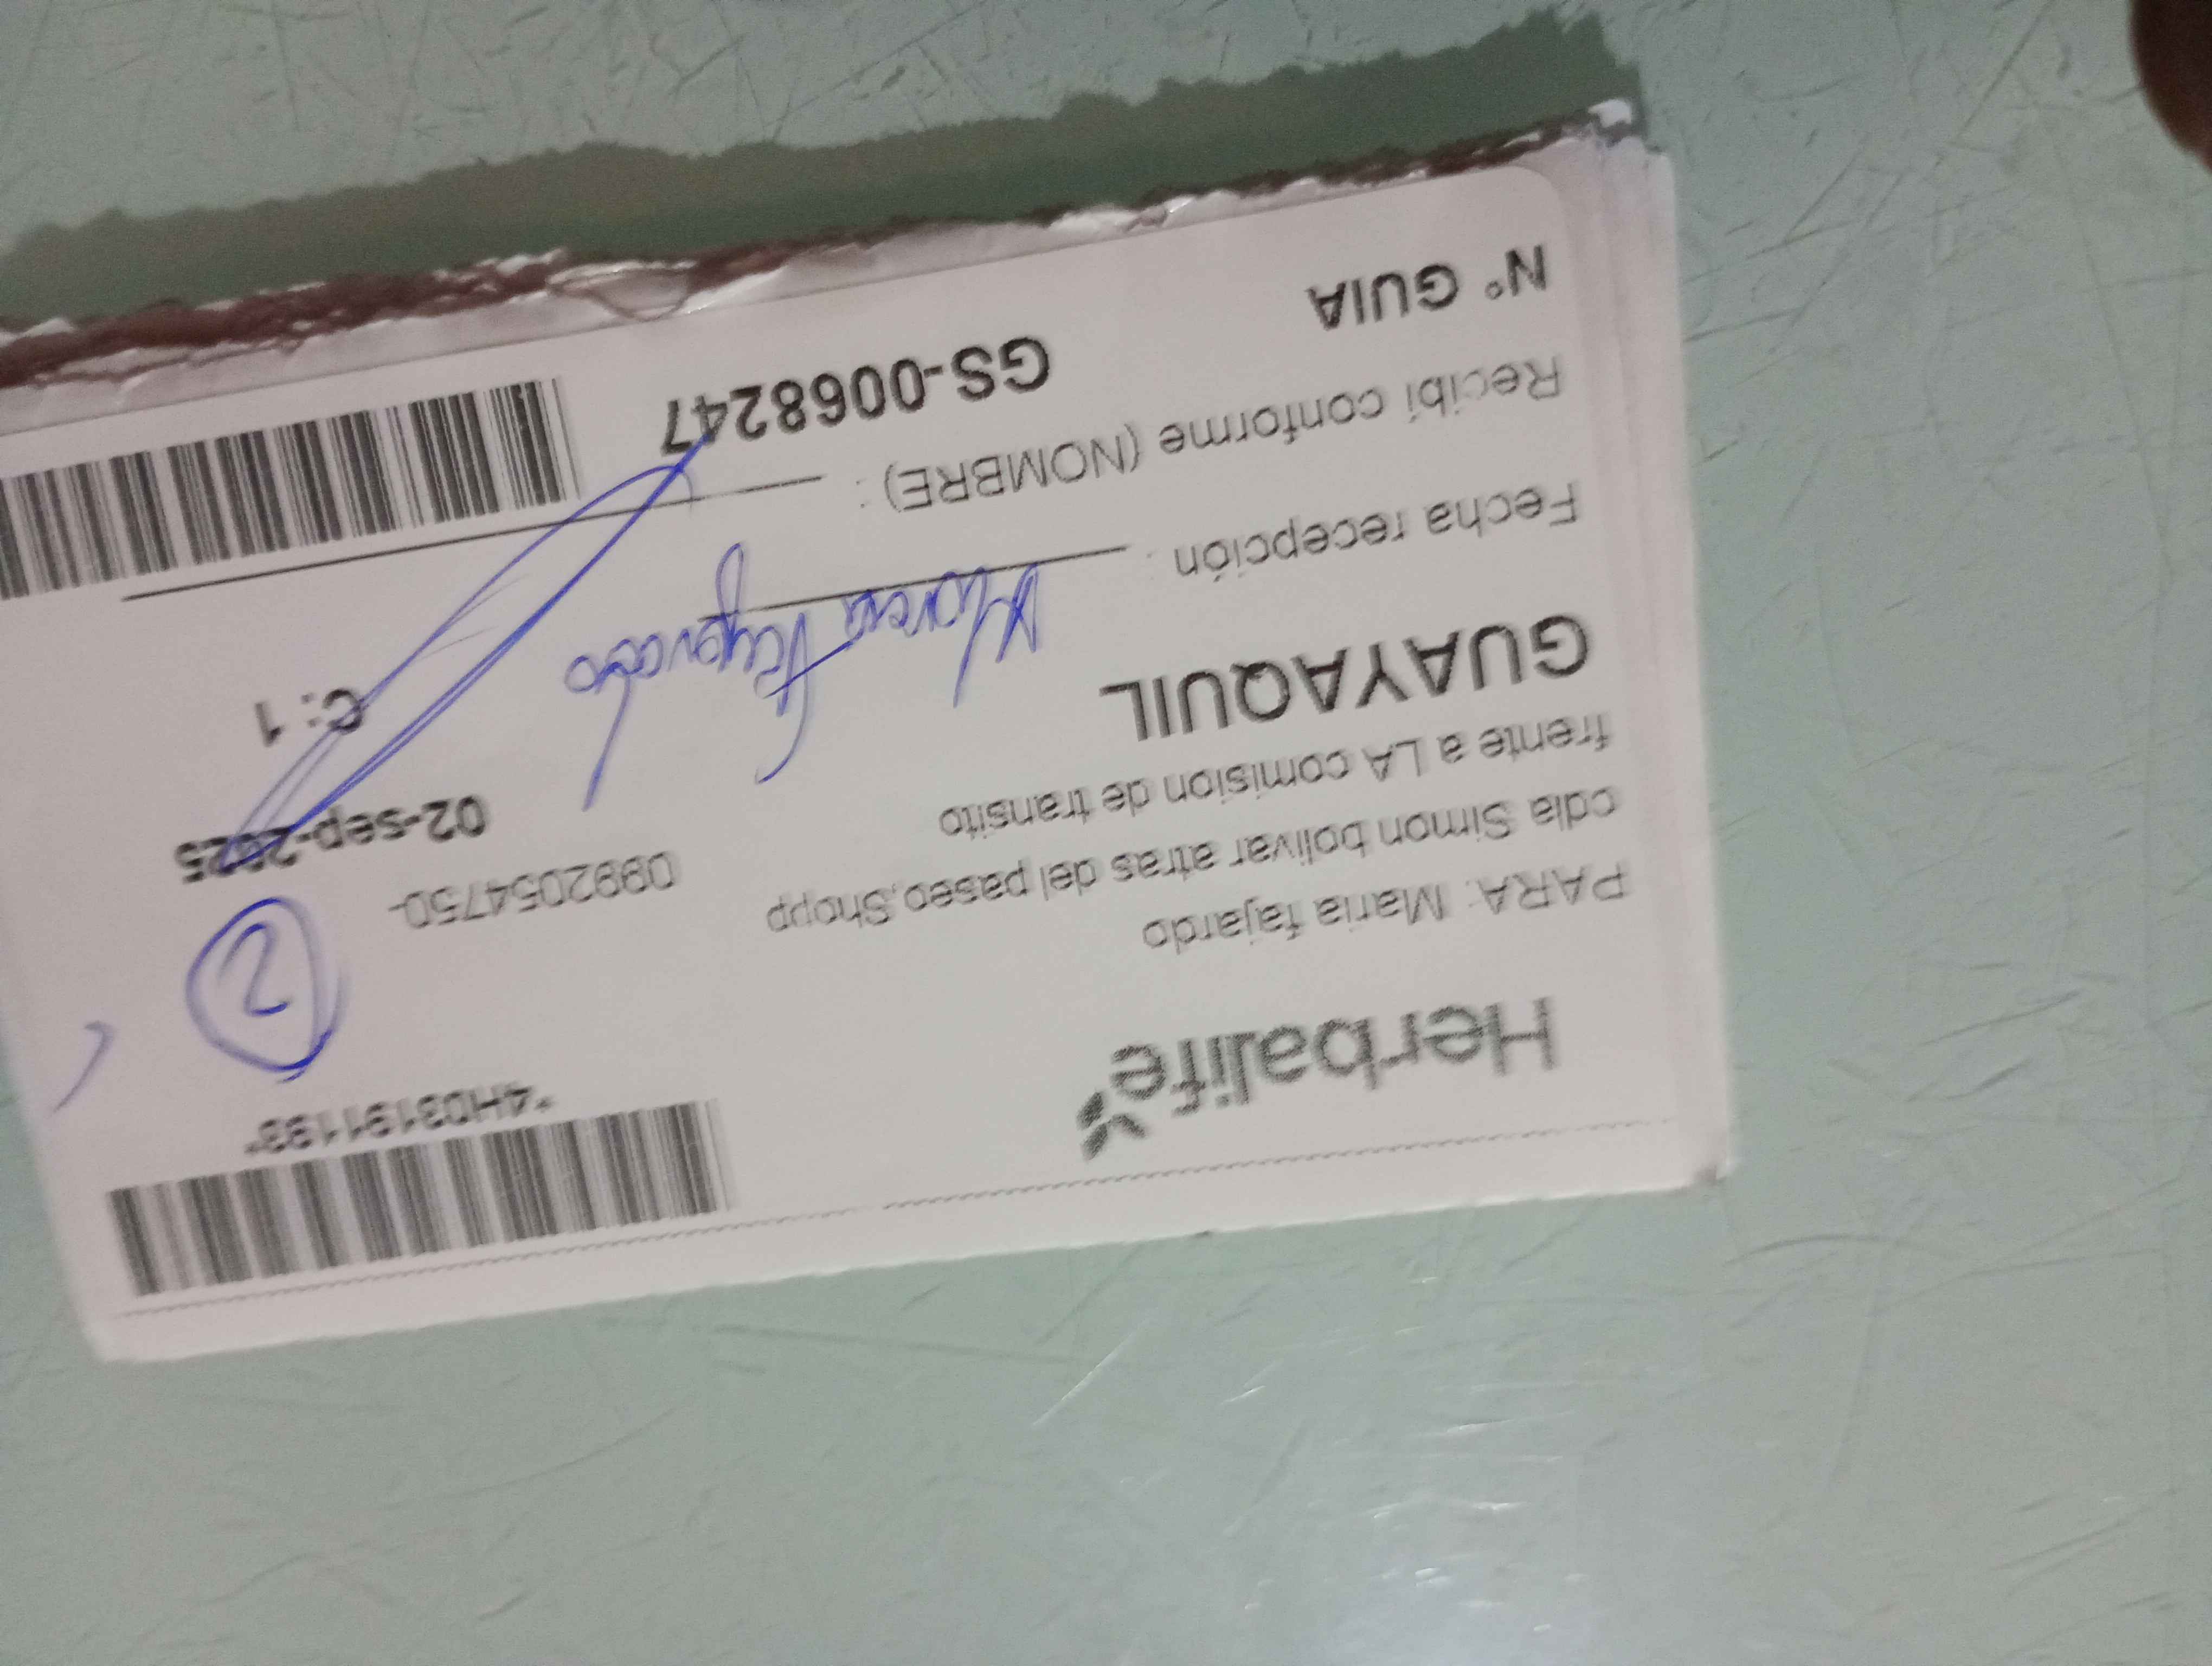 *4H03191193*
Herbalife
2
PARA: Maria fajardo
cdla Simon bolivar atras del paseo,Shopp 0992054750-
frente a LA comision de transito 02-sep-2025
GUAYAQUIL C: 1
Fecha recepción :
Recibí conforme (NOMBRE) :
N° GUIA GS-0068247